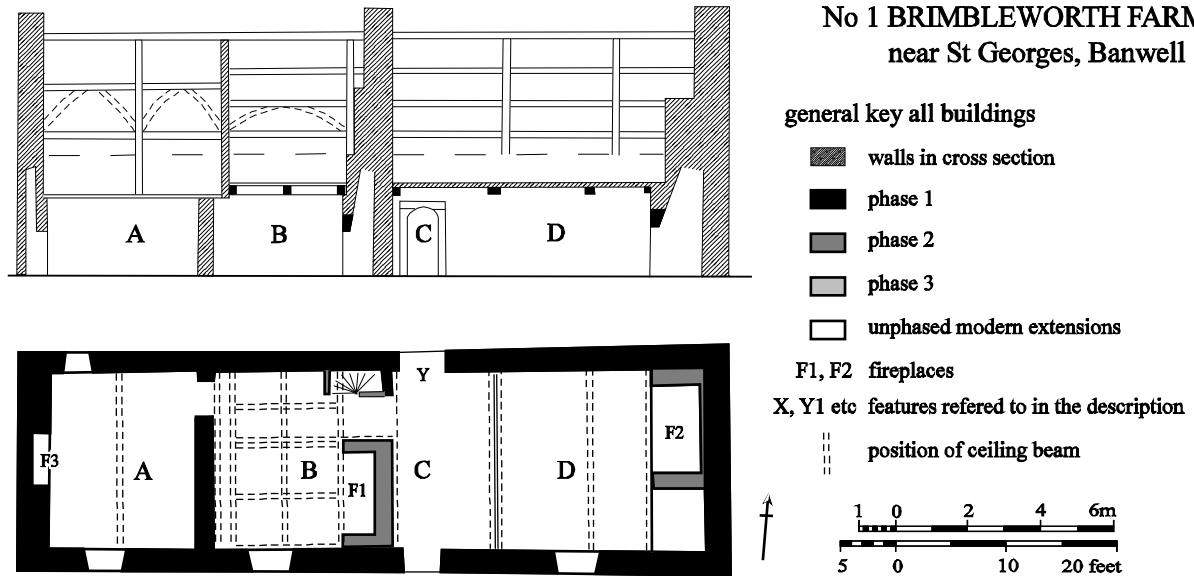 No 1 BRIMBLEWORTH FARM
near St Georges, Banwell
general key all buildings
walls in cross section
phase 1
phase 2
phase 3
unphased modern extensions
F1, F2 fireplaces
X, Y1 etc features refered to in the description
position of ceiling beam
1 0 2 4 6m
5 0 10 20 feet
A B C D
Y
F3 A B F1 C D F2